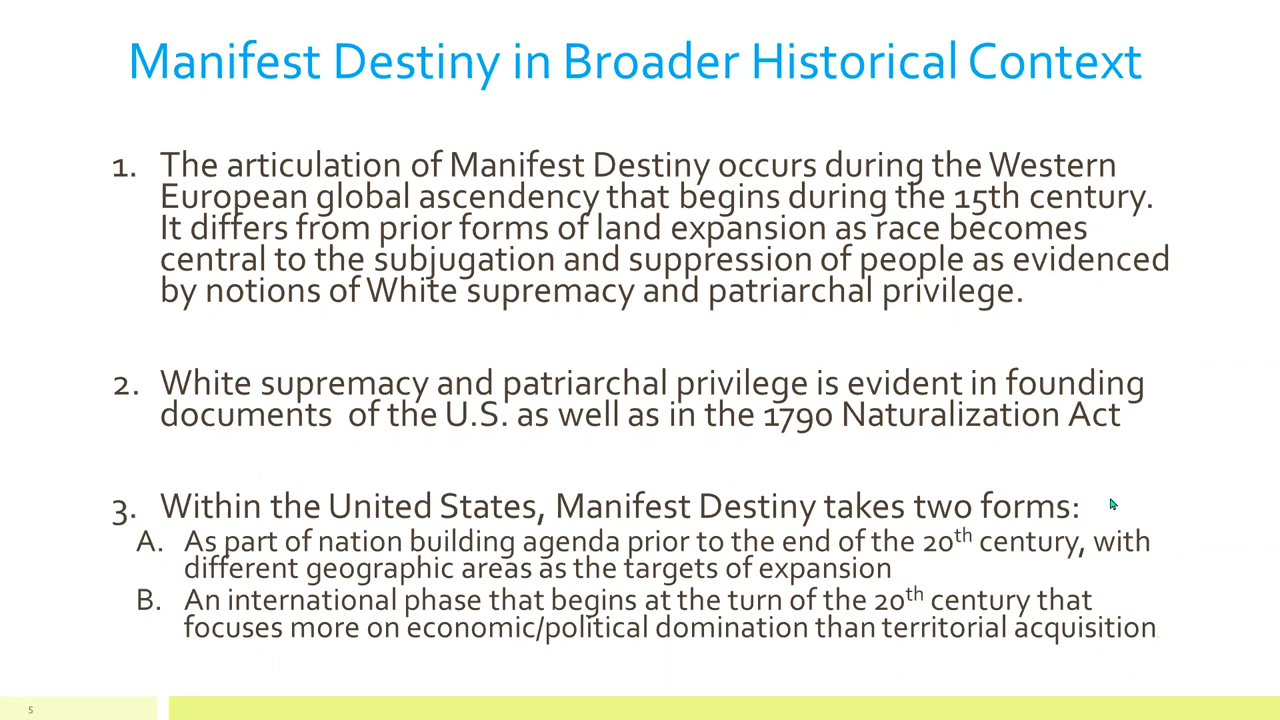 Manifest Destiny in Broader Historical Context
1. The articulation of Manifest Destiny occurs during the Western
European global ascendency that begins during the 15th century.
It differs from prior forms of land expansion as race becomes
central to the subjugation and suppression of people as evidenced
by notions of White supremacy and patriarchal privilege.
2. White supremacy and patriarchal privilege is evident in founding
documents of the U.S. as well as in the 1790 Naturalization Act
3. Within the United States, Manifest Destiny takes two forms:
A. As part of nation building agenda prior to the end of the 20th century, with
different geographic areas as the targets of expansion
B. An international phase that begins at the turn of the 20th century that
focuses more on economic/political domination than territorial acquisition
5